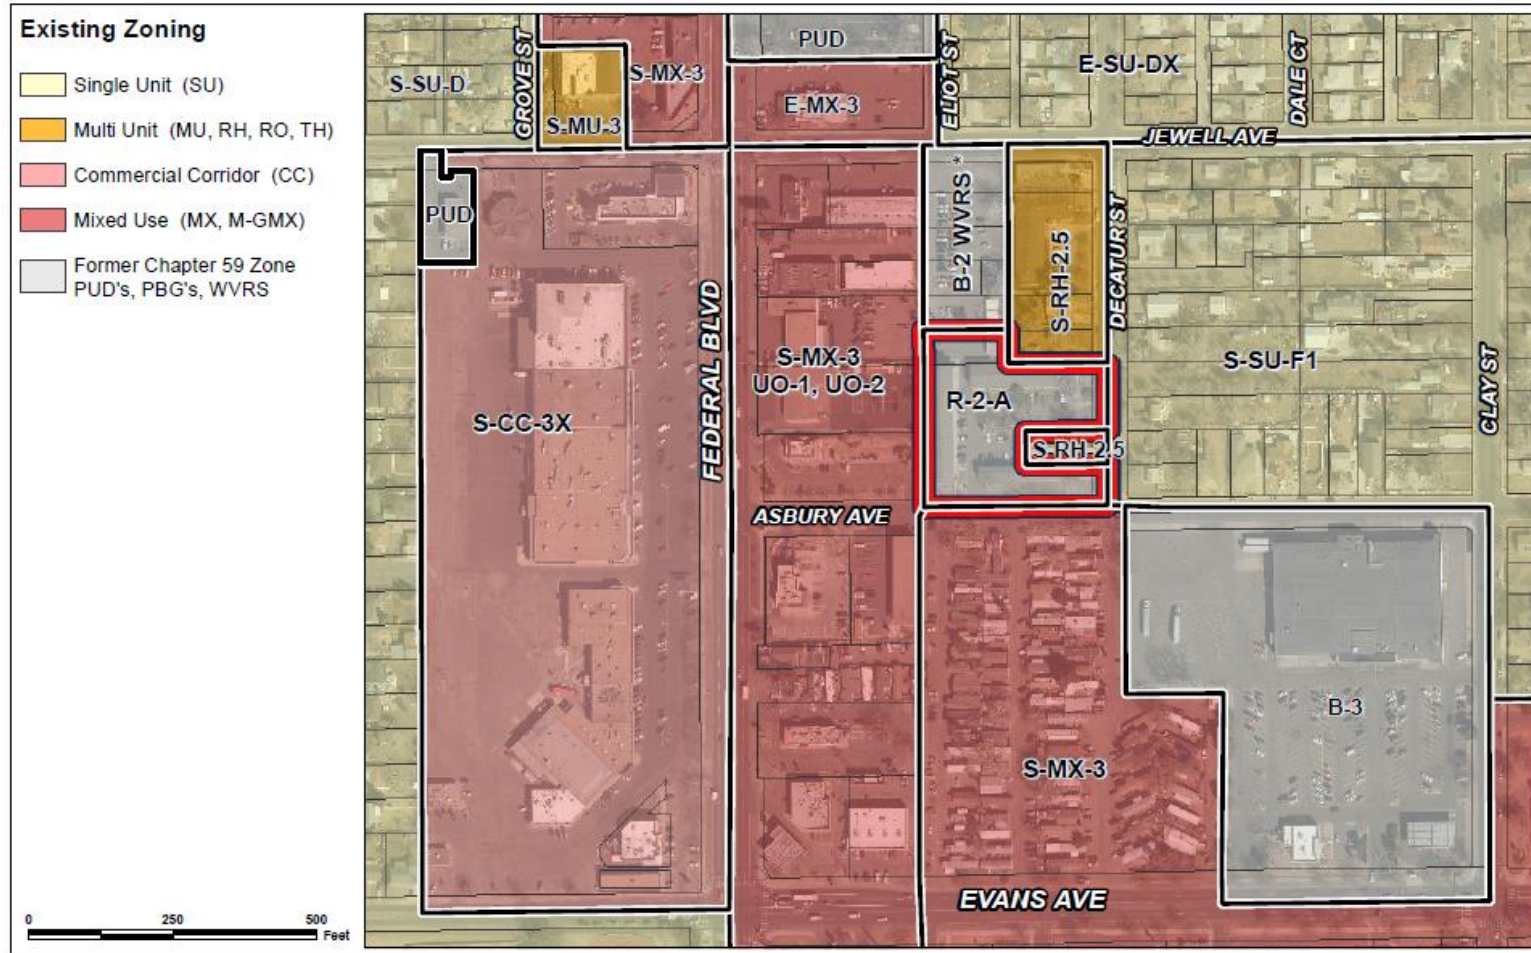 Existing Zoning
Single Unit (SU)
Multi Unit (MU, RH, RO, TH)
Commercial Corridor (CC)
Mixed Use (MX, M-GMX)
Former Chapter 59 Zone
PUD's, PBG's, WVRS
0 250 500
Feet
S-SU-D
GROVE ST
S-MU-3
S-MX-3
PUD
E-MX-3
ELIOT ST
E-SU-DX
DALE CT
JEWELL AVE
PUD
B-2 WVRS *
S-RH-2.5
DECATUR ST
FEDERAL BLVD
S-MX-3
UO-1, UO-2
S-SU-F1
CLAY ST
R-2-A
S-CC-3X
S-RH-2.5
ASBURY AVE
B-3
S-MX-3
EVANS AVE